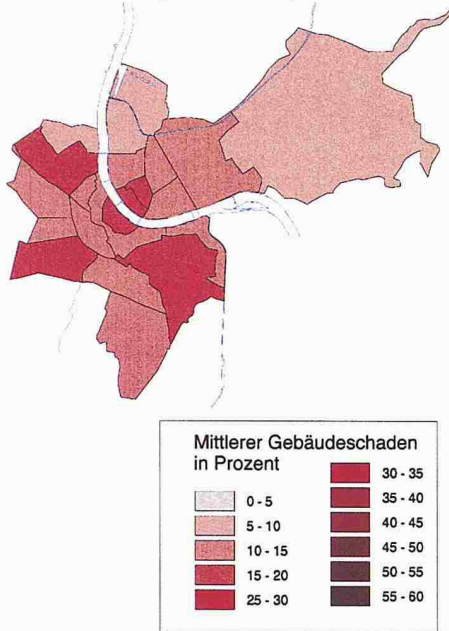 Mittlerer Gebäudeschaden
in Prozent
0 - 5
5 - 10
10 - 15
15 - 20
25 - 30
30 - 35
35 - 40
40 - 45
45 - 50
50 - 55
55 - 60